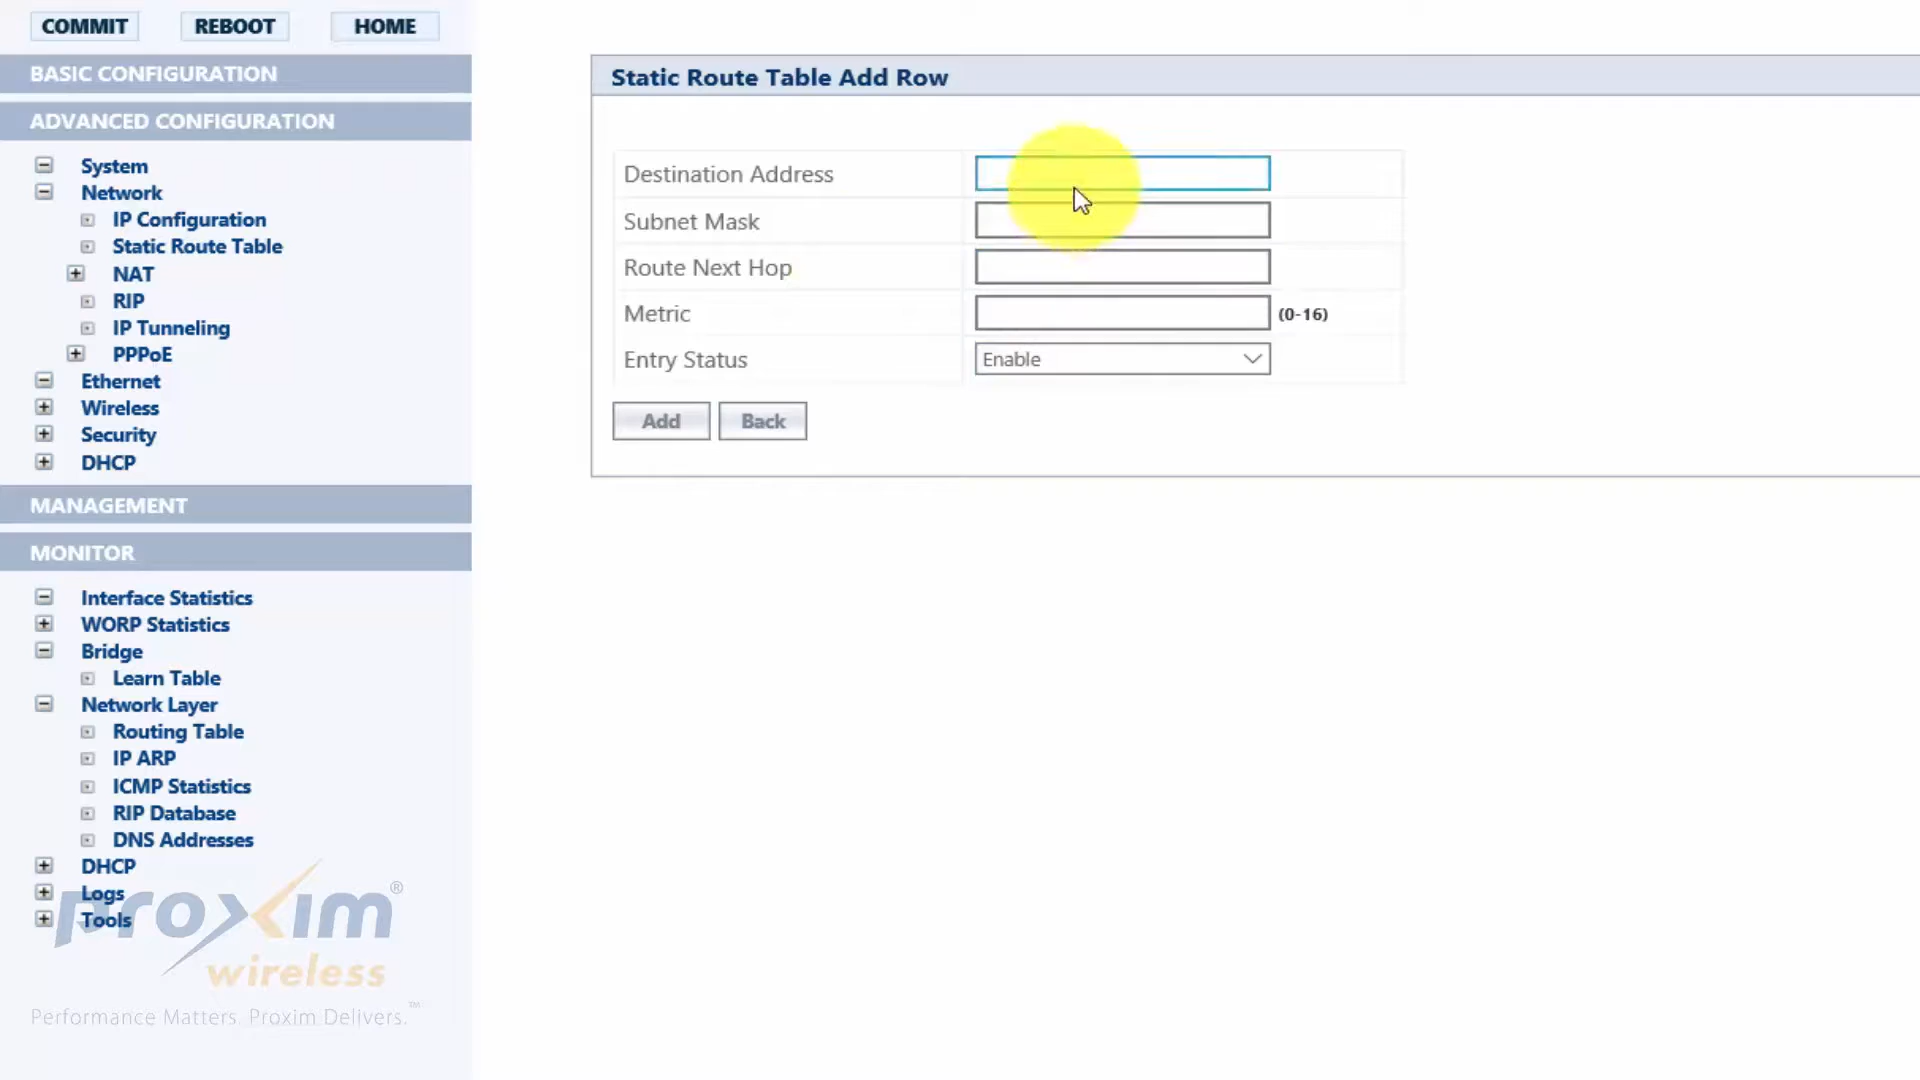 COMMIT REBOOT HOME
BASIC CONFIGURATION
ADVANCED CONFIGURATION
System
Network
IP Configuration
Static Route Table
NAT
RIP
IP Tunneling
PPPoE
Ethernet
Wireless
Security
DHCP
MANAGEMENT
MONITOR
Interface Statistics
WORP Statistics
Bridge
Learn Table
Network Layer
Routing Table
IP ARP
ICMP Statistics
RIP Database
DNS Addresses
DHCP
Logs
Tools
proxim®
wireless
Performance Matters. Proxim Delivers.™
Static Route Table Add Row
Destination Address
Subnet Mask
Route Next Hop
Metric (0-16)
Entry Status Enable
Add Back